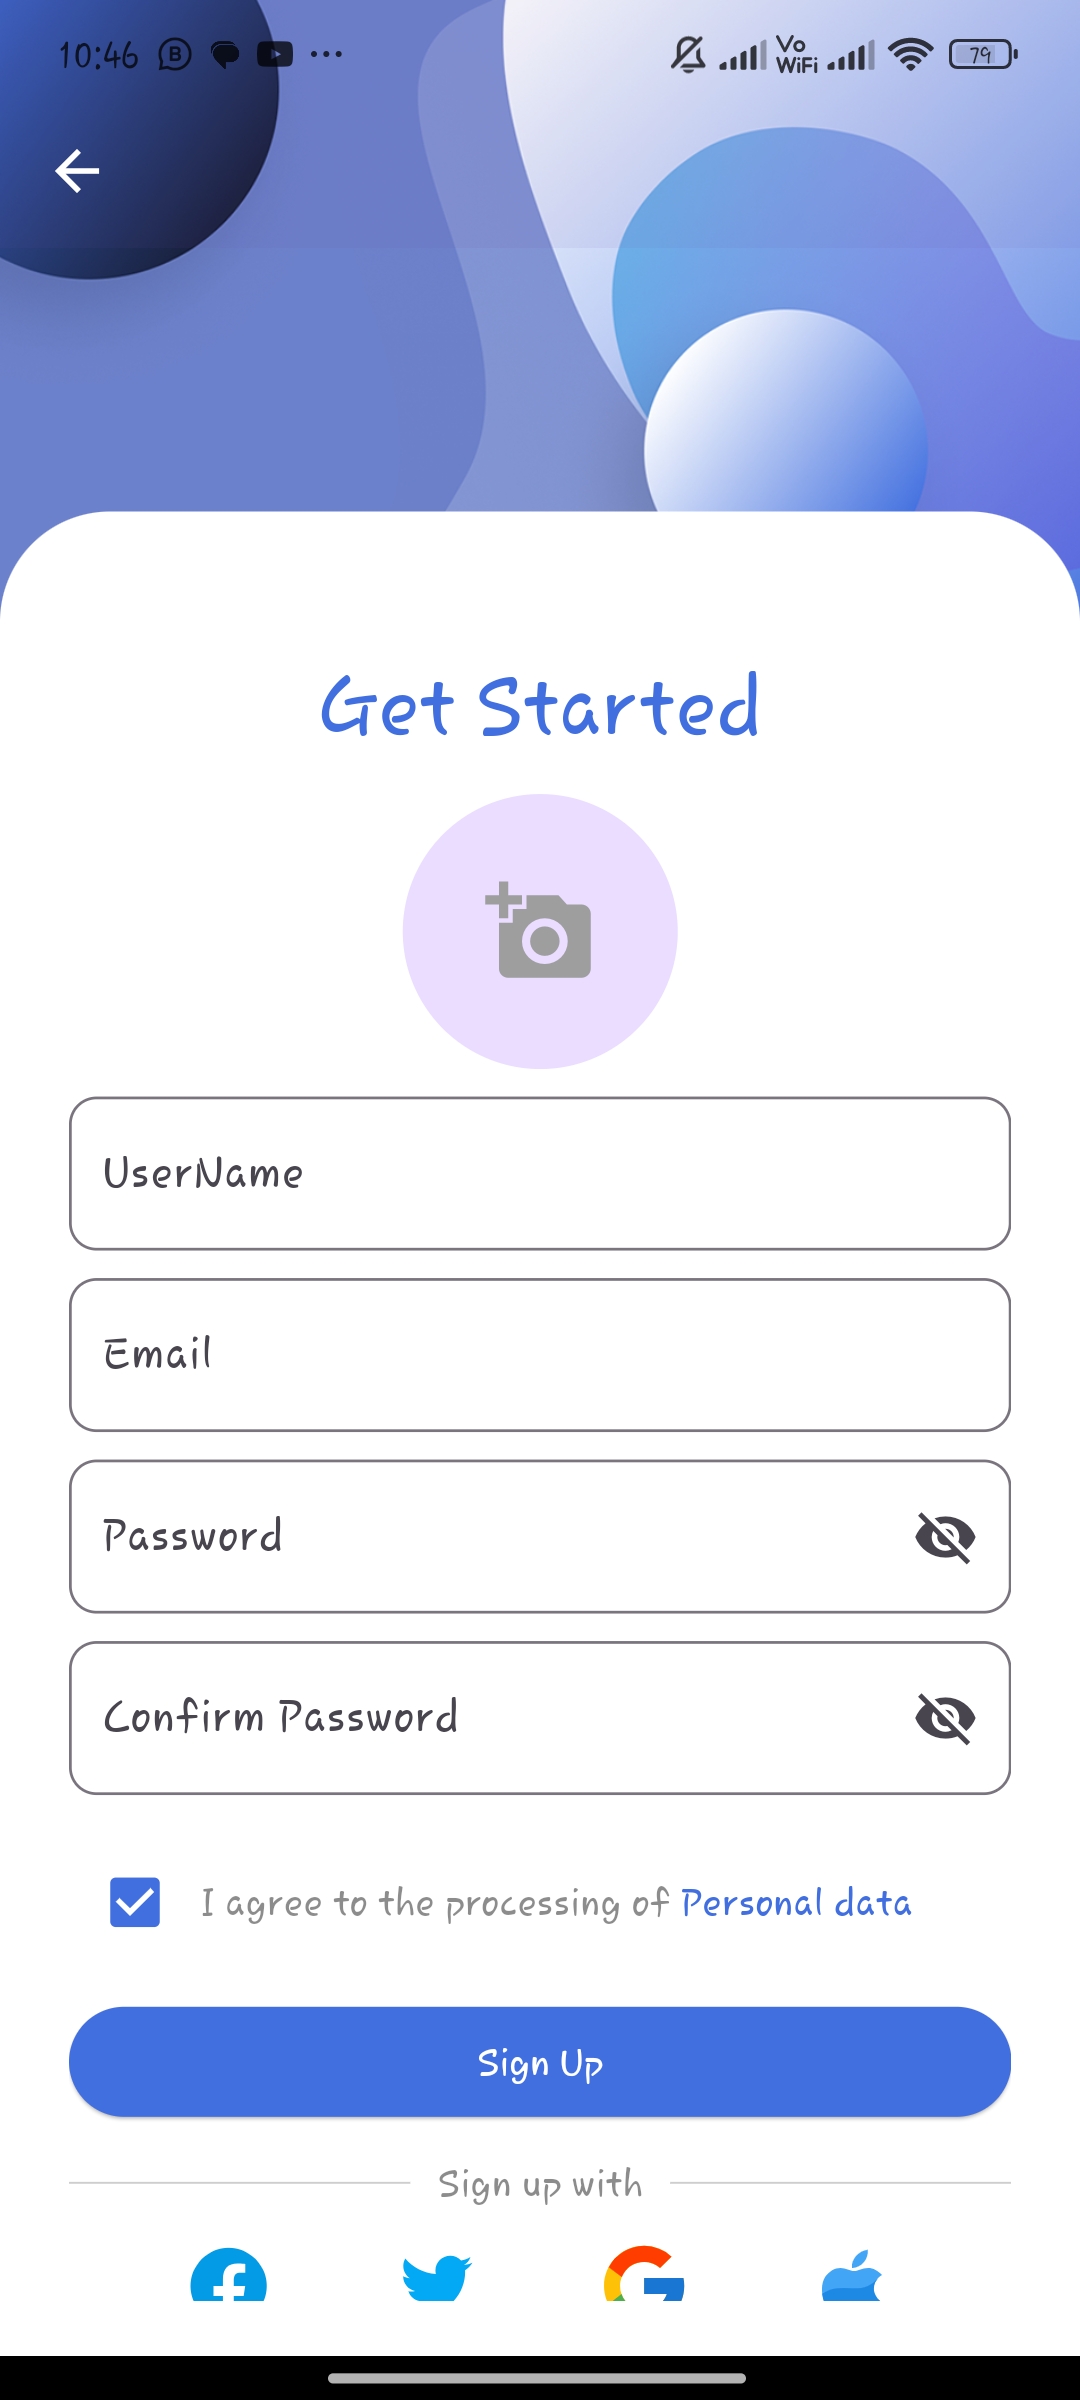 10:46
Vo
WiFi
79
Get Started
UserName
Email
Password
Confirm Password
I agree to the processing of Personal data
Sign Up
Sign up with